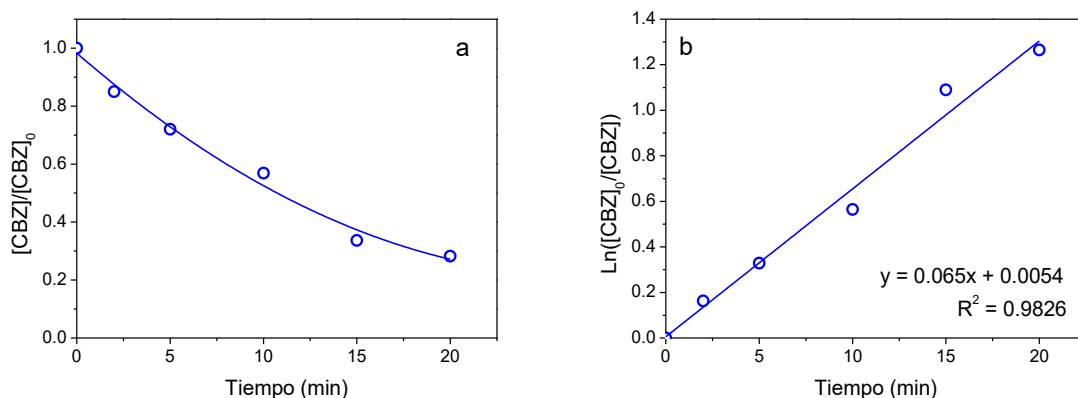 a
[CBZ]/[CBZ]0
1.0
0.8
0.6
0.4
0.2
0.0
0 5 10 15 20
Tiempo (min)
b
Ln([CBZ]0/[CBZ])
1.4
1.2
1.0
0.8
0.6
0.4
0.2
0.0
y = 0.065x + 0.0054
R2 = 0.9826
0 5 10 15 20
Tiempo (min)